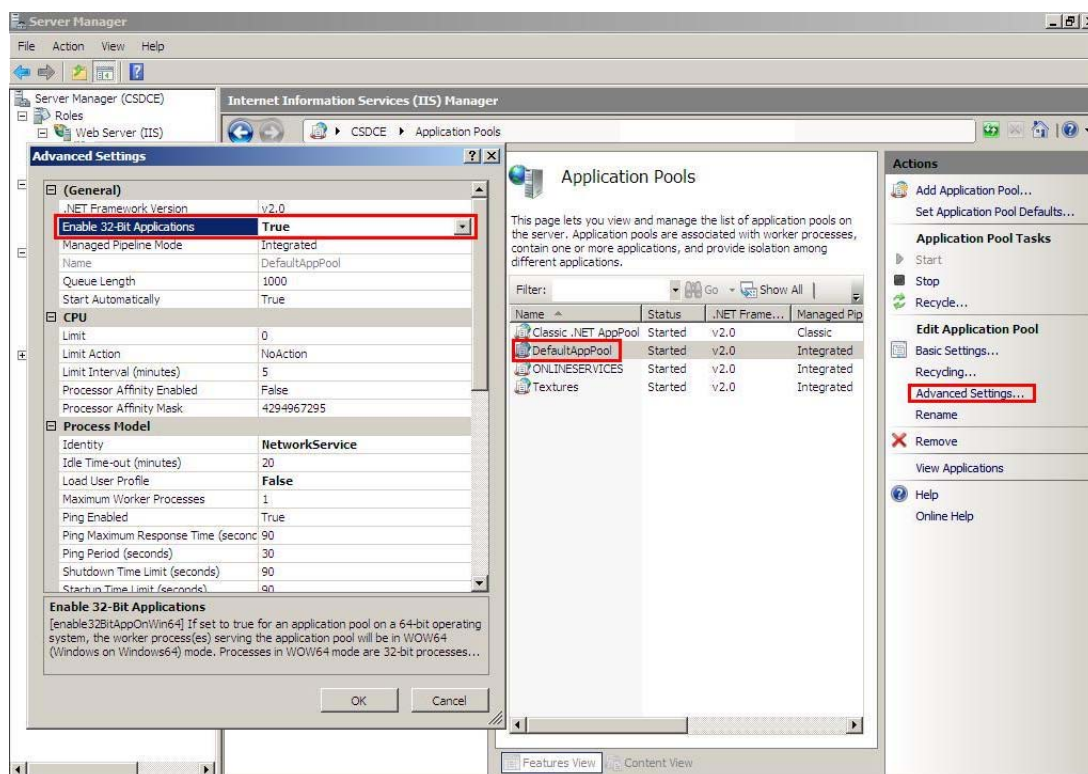 Server Manager
File Action View Help
Server Manager (CSDCE)
Roles
Web Server (IIS)
Internet Information Services (IIS) Manager
CSDCE Application Pools
Advanced Settings
(General)
.NET Framework Version v2.0
Enable 32-Bit Applications True
Managed Pipeline Mode Integrated
Name DefaultAppPool
Queue Length 1000
Start Automatically True
CPU
Limit 0
Limit Action NoAction
Limit Interval (minutes) 5
Processor Affinity Enabled False
Processor Affinity Mask 4294967295
Process Model
Identity NetworkService
Idle Time-out (minutes) 20
Load User Profile False
Maximum Worker Processes 1
Ping Enabled True
Ping Maximum Response Time (second 90
Ping Period (seconds) 30
Shutdown Time Limit (seconds) 90
Startup Time Limit (seconds) 90
Enable 32-Bit Applications
[enable32BitAppOnWin64] If set to true for an application pool on a 64-bit operating
system, the worker process(es) serving the application pool will be in WOW64
(Windows on Windows64) mode. Processes in WOW64 mode are 32-bit processes...
OK Cancel
Application Pools
This page lets you view and manage the list of application pools on
the server. Application pools are associated with worker processes,
contain one or more applications, and provide isolation among
different applications.
Filter: Go Show All
Name Status .NET Frame... Managed Pip
Classic .NET AppPool Started v2.0 Classic
DefaultAppPool Started v2.0 Integrated
ONLINESERVICES Started v2.0 Integrated
Textures Started v2.0 Integrated
Features View Content View
Actions
Add Application Pool...
Set Application Pool Defaults...
Application Pool Tasks
Start
Stop
Recycle...
Edit Application Pool
Basic Settings...
Recycling...
Advanced Settings...
Rename
Remove
View Applications
Help
Online Help